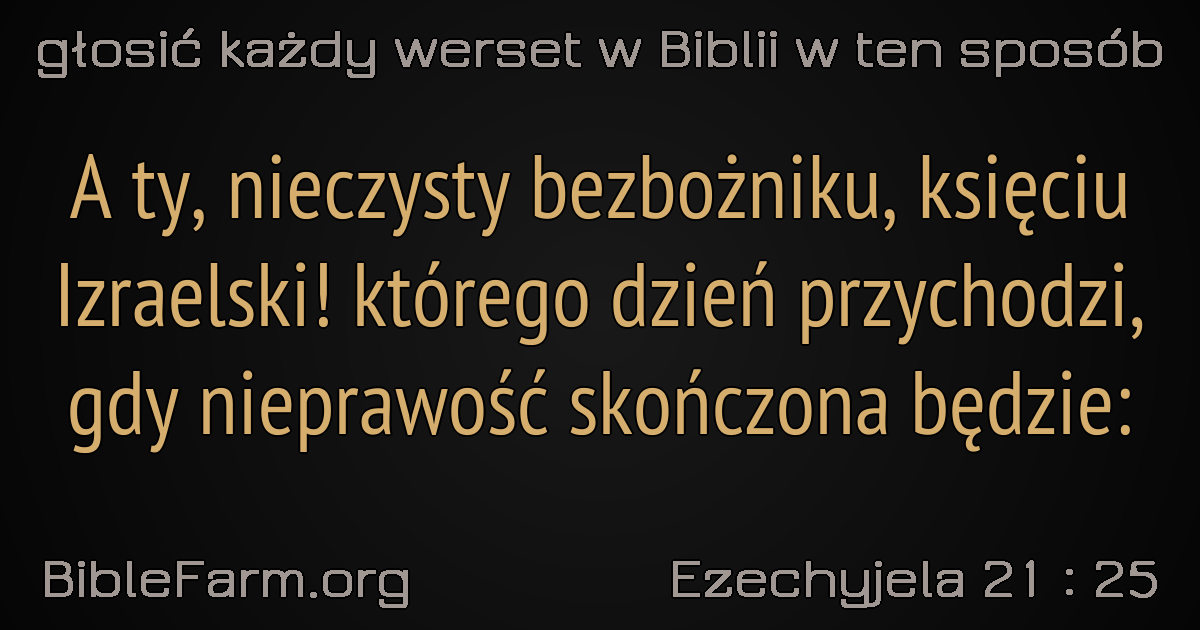 głosić każdy werset w Biblii w ten sposób
A ty, nieczysty bezbożniku, księciu
Izraelski! którego dzień przychodzi,
gdy nieprawość skończona będzie:
BibleFarm.org
Ezechyjela 21 : 25